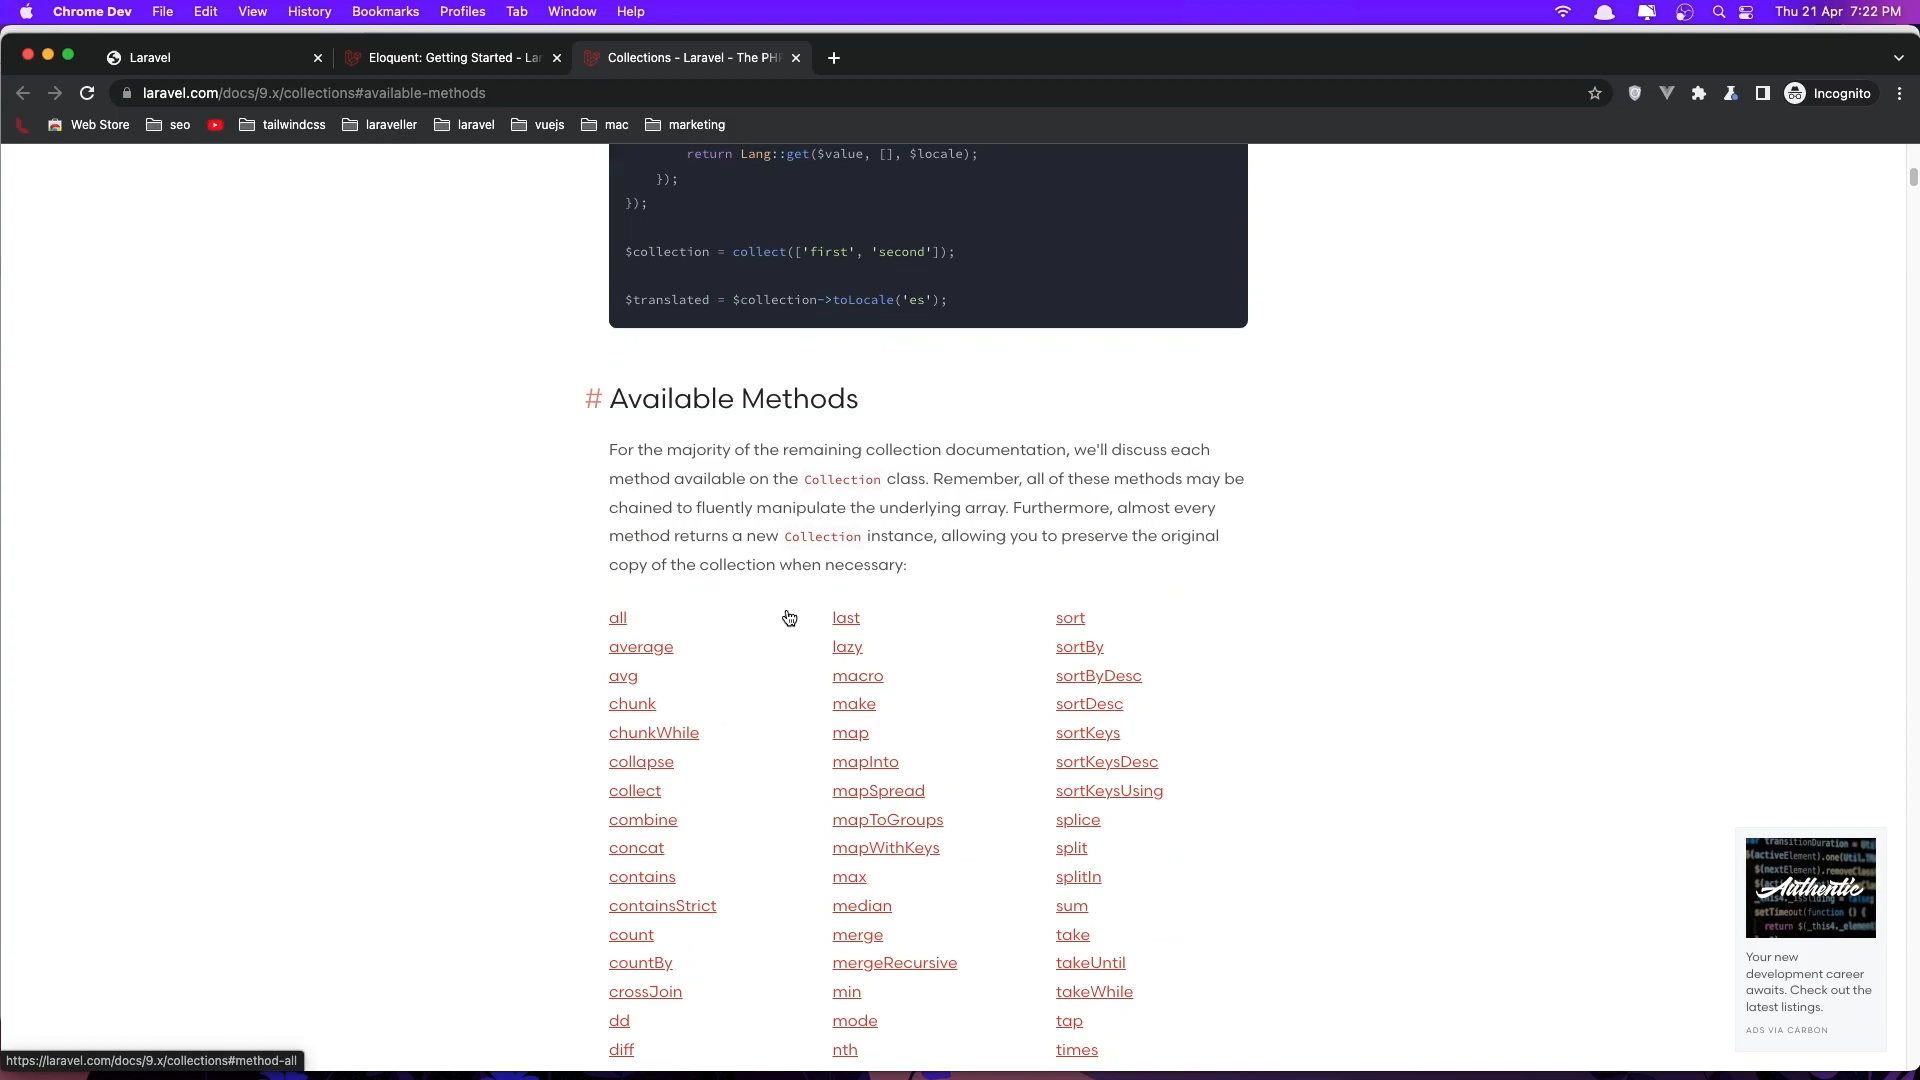 Chrome Dev File Edit View History Bookmarks Profiles Tab Window Help Thu 21 Apr 7:22 PM
Laravel Eloquent: Getting Started - La Collections - Laravel - The PH
laravel.com/docs/9.x/collections#available-methods Incognito
Web Store seo tailwindcss laraveller laravel vuejs mac marketing
return Lang::get($value, [], $locale);
});
});
$collection = collect(['first', 'second']);
$translated = $collection->toLocale('es');
# Available Methods
For the majority of the remaining collection documentation, we'll discuss each
method available on the Collection class. Remember, all of these methods may be
chained to fluently manipulate the underlying array. Furthermore, almost every
method returns a new Collection instance, allowing you to preserve the original
copy of the collection when necessary:
all last sort
average lazy sortBy
avg macro sortByDesc
chunk make sortDesc
chunkWhile map sortKeys
collapse mapInto sortKeysDesc
collect mapSpread sortKeysUsing
combine mapToGroups splice
concat mapWithKeys split
contains max splitIn
containsStrict median sum
count merge take
countBy mergeRecursive takeUntil
crossJoin min takeWhile
dd mode tap
diff nth times
Authentic
Your new
development career
awaits. Check out the
latest listings.
ADS VIA CARBON
https://laravel.com/docs/9.x/collections#method-all